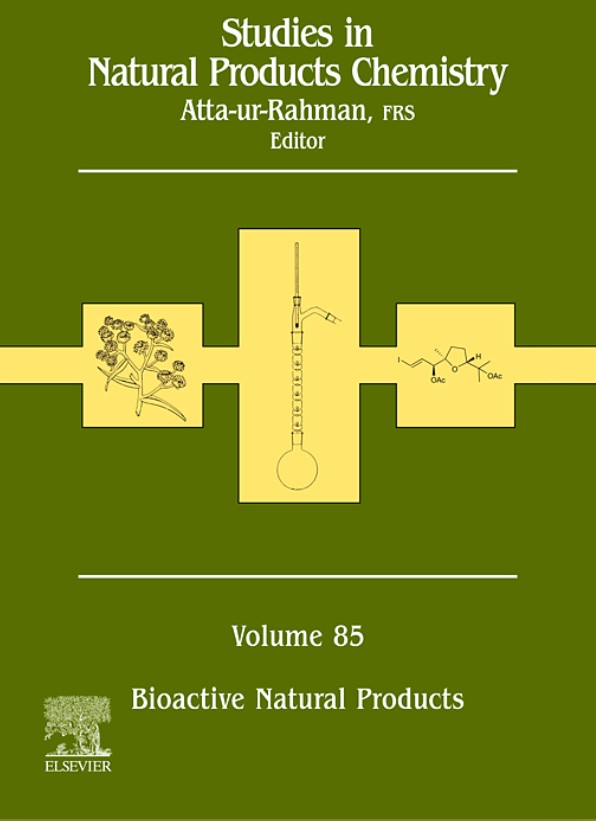 Studies in
Natural Products Chemistry
Atta-ur-Rahman, FRS
Editor
I
H
O
OAc
OAc
Volume 85
Bioactive Natural Products
ELSEVIER